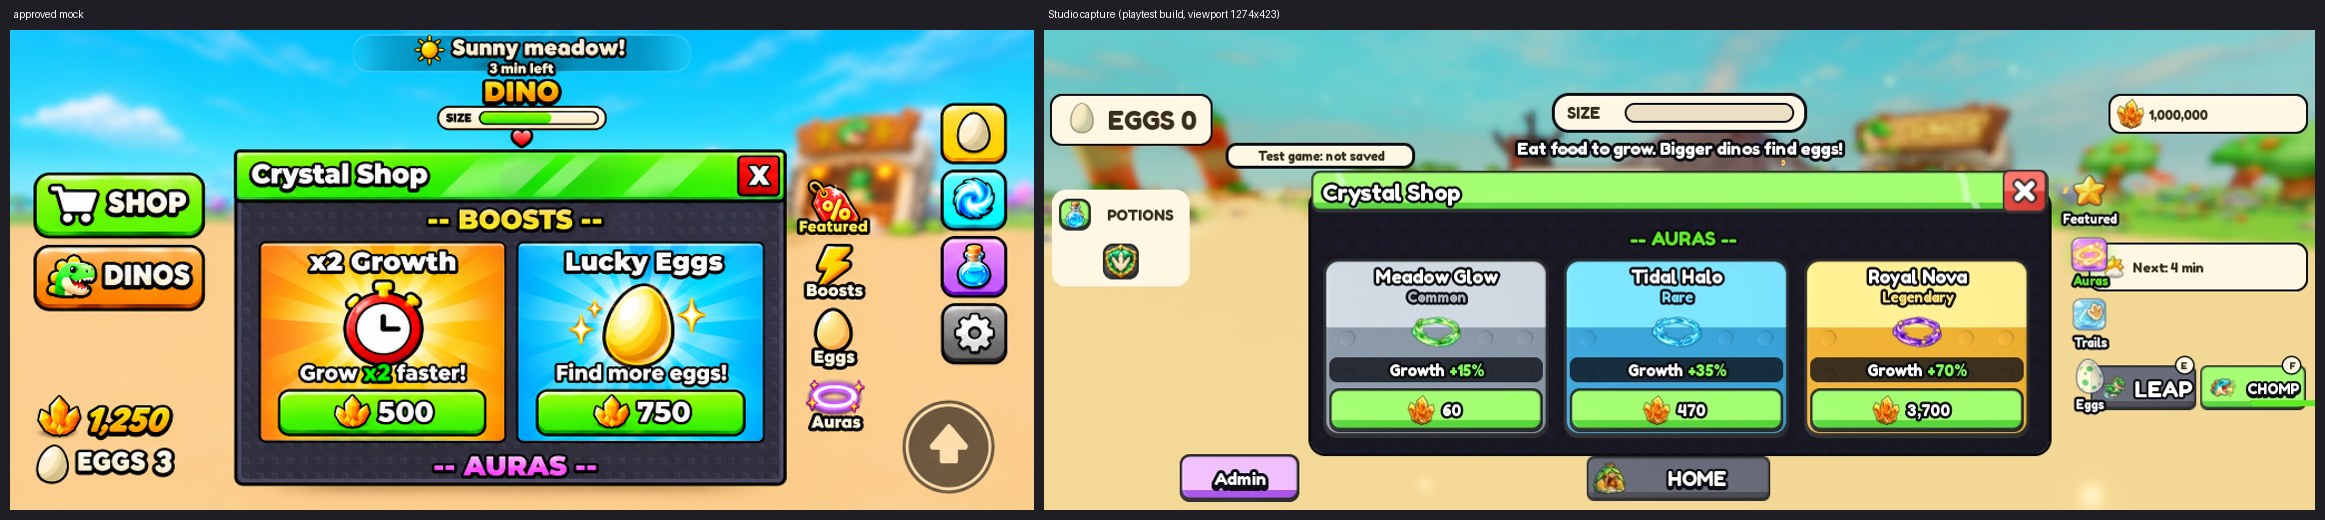 approved mock
Sunny meadow!
3 min left
DINO
SIZE
Crystal Shop
X
SHOP
DINOS
-- BOOSTS --
x2 Growth
Lucky Eggs
Grow x2 faster!
Find more eggs!
500
750
-- AURAS --
Featured
Boosts
Eggs
Auras
1,250
EGGS 3
Studio capture (playtest build, viewport 1274x423)
EGGS 0
SIZE
1,000,000
Test game: not saved
Eat food to grow. Bigger dinos find eggs!
POTIONS
Crystal Shop
X
-- AURAS --
Meadow Glow
Common
Growth +15%
60
Tidal Halo
Rare
Growth +35%
470
Royal Nova
Legendary
Growth +70%
3,700
Featured
Auras
Next: 4 min
Trails
Eggs
E
LEAP
F
CHOMP
Admin
HOME